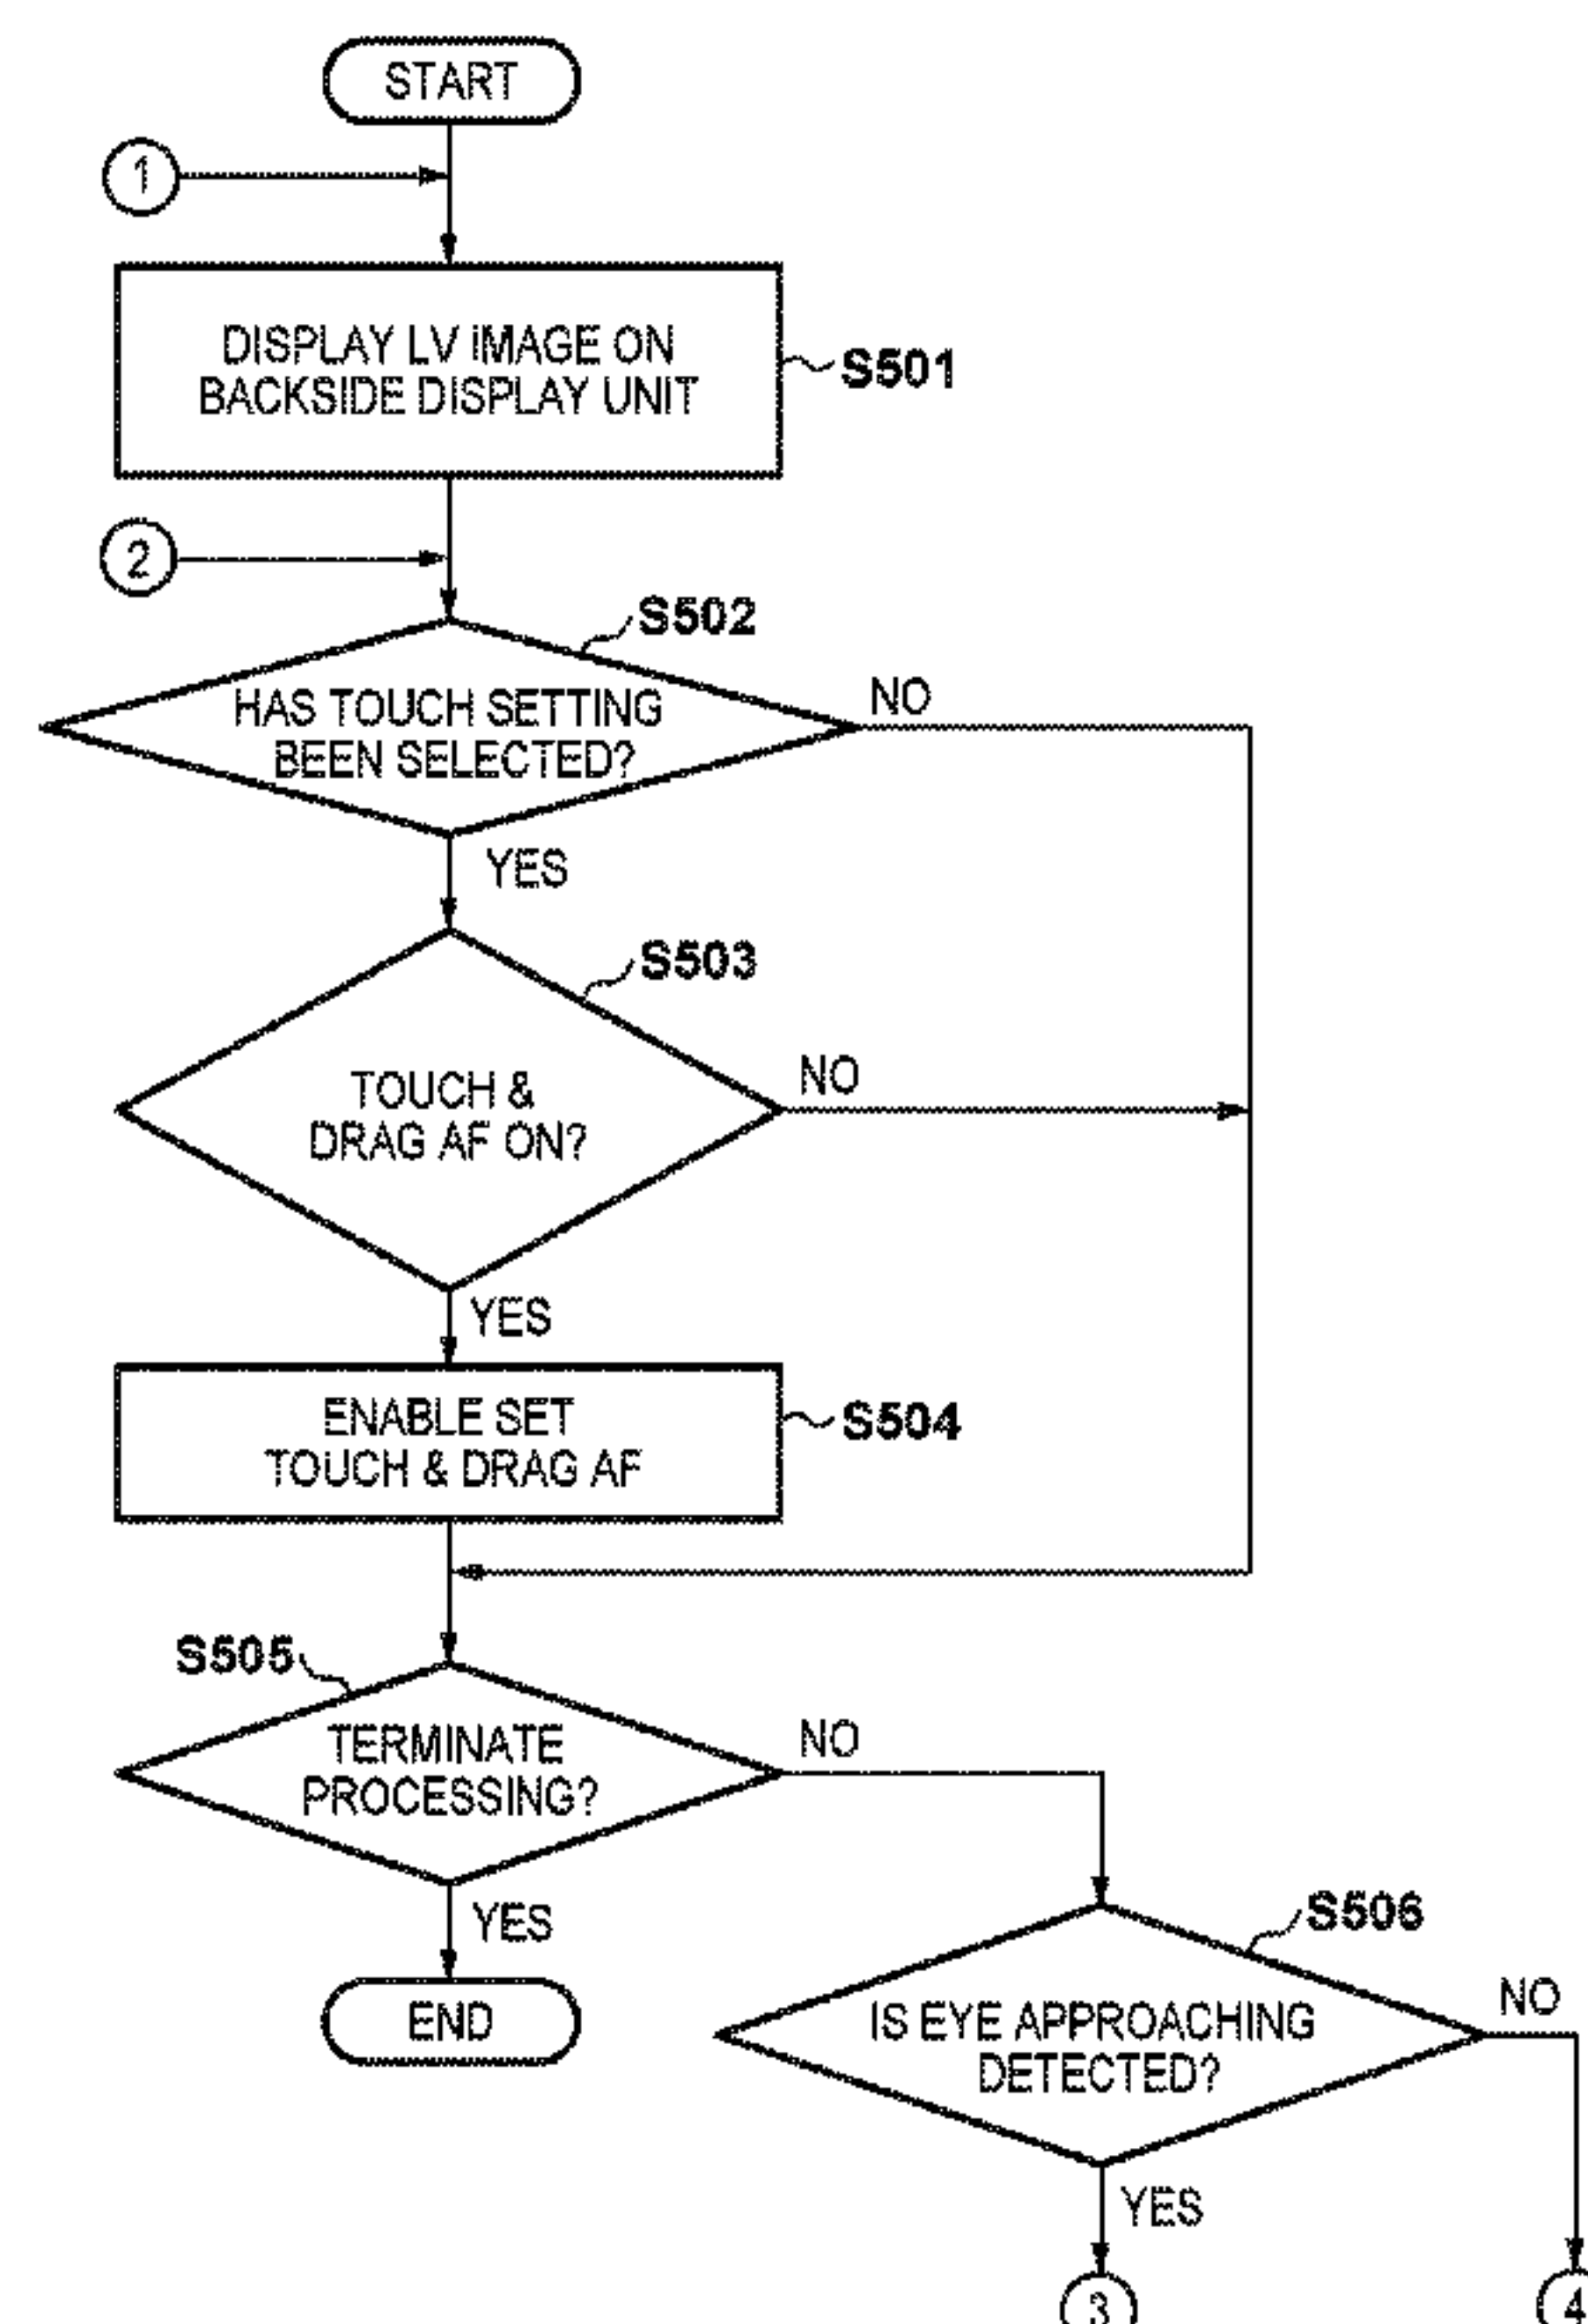 START
1
DISPLAY LV IMAGE ON
BACKSIDE DISPLAY UNIT
S501
2
S502
HAS TOUCH SETTING
BEEN SELECTED?
NO
YES
S503
TOUCH &
DRAG AF ON?
NO
YES
ENABLE SET
TOUCH & DRAG AF
S504
S505
TERMINATE
PROCESSING?
NO
YES
END
S506
IS EYE APPROACHING
DETECTED?
NO
YES
3
4